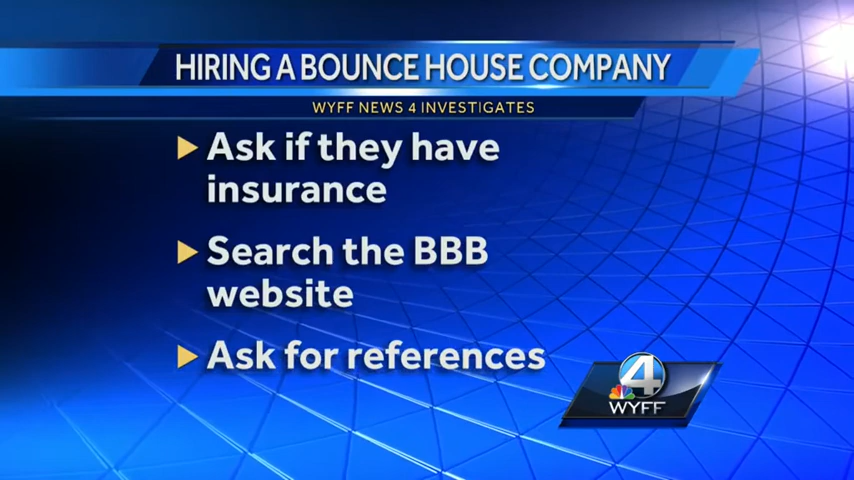 HIRING A BOUNCE HOUSE COMPANY
WYFF NEWS 4 INVESTIGATES
Ask if they have
insurance
Search the BBB
website
Ask for references
4
WYFF